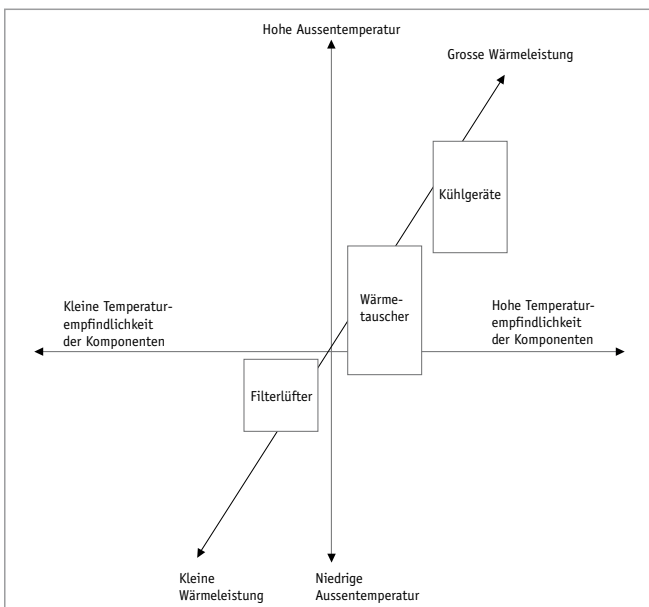 Hohe Aussentemperatur
Grosse Wärmeleistung
Kühlgeräte
Wärme-
tauscher
Kleine Temperatur-
empfindlichkeit
der Komponenten
Hohe Temperatur-
empfindlichkeit
der Komponenten
Filterlüfter
Kleine
Wärmeleistung
Niedrige
Aussentemperatur